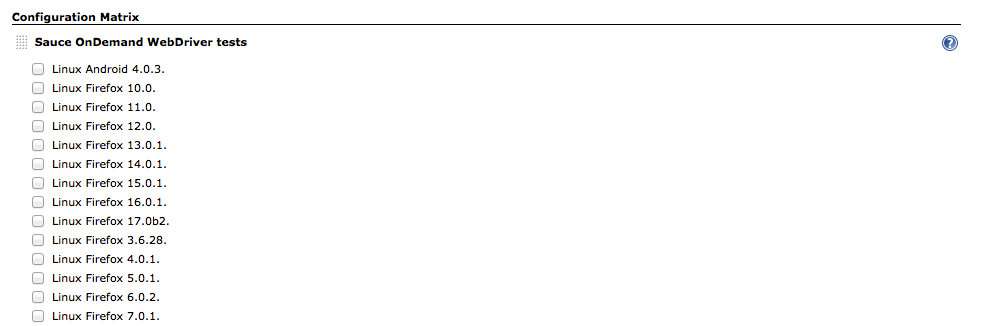 Configuration Matrix
Sauce OnDemand WebDriver tests
?
Linux Android 4.0.3.
Linux Firefox 10.0.
Linux Firefox 11.0.
Linux Firefox 12.0.
Linux Firefox 13.0.1.
Linux Firefox 14.0.1.
Linux Firefox 15.0.1.
Linux Firefox 16.0.1.
Linux Firefox 17.0b2.
Linux Firefox 3.6.28.
Linux Firefox 4.0.1.
Linux Firefox 5.0.1.
Linux Firefox 6.0.2.
Linux Firefox 7.0.1.